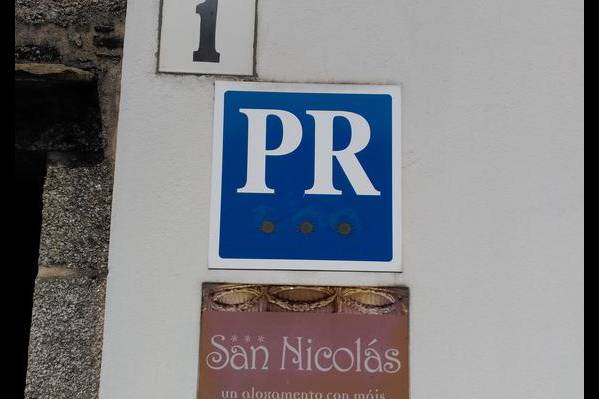 1
PR
San Nicolás
un aloxamento con máis